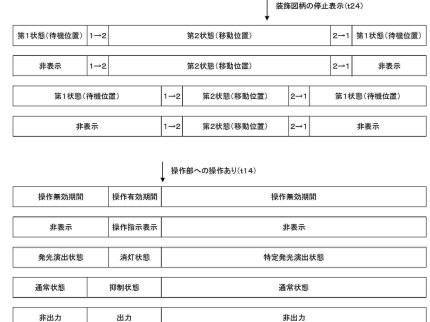 装飾図柄の停止表示(t24)
第1状態(待機位置) 1→2 第2状態(移動位置) 2→1 第1状態(待機位置)
非表示 1→2 第2状態(移動位置) 2→1 非表示
第1状態(待機位置) 1→2 第2状態(移動位置) 2→1 第1状態(待機位置)
非表示 1→2 第2状態(移動位置) 2→1 非表示
操作部への操作あり(t14)
操作無効期間 操作有効期間 操作無効期間
非表示 操作指示表示 非表示
発光演出状態 消灯状態 特定発光演出状態
通常状態 抑制状態 通常状態
非出力 出力 非出力